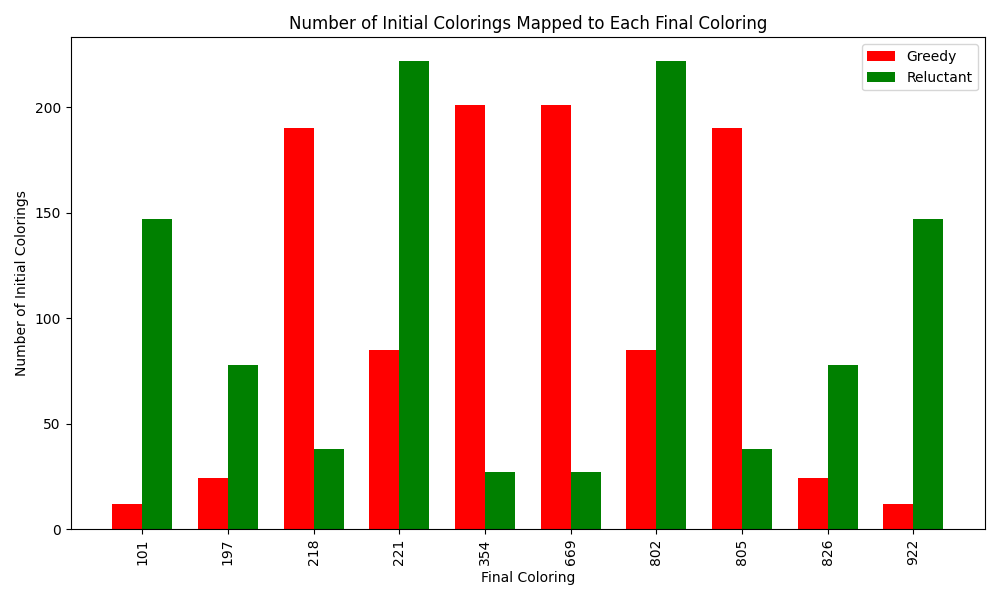 Number of Initial Colorings Mapped to Each Final Coloring
Greedy
Reluctant
Number of Initial Colorings
200
150
100
50
0
101 197 218 221 354 669 802 805 826 922
Final Coloring